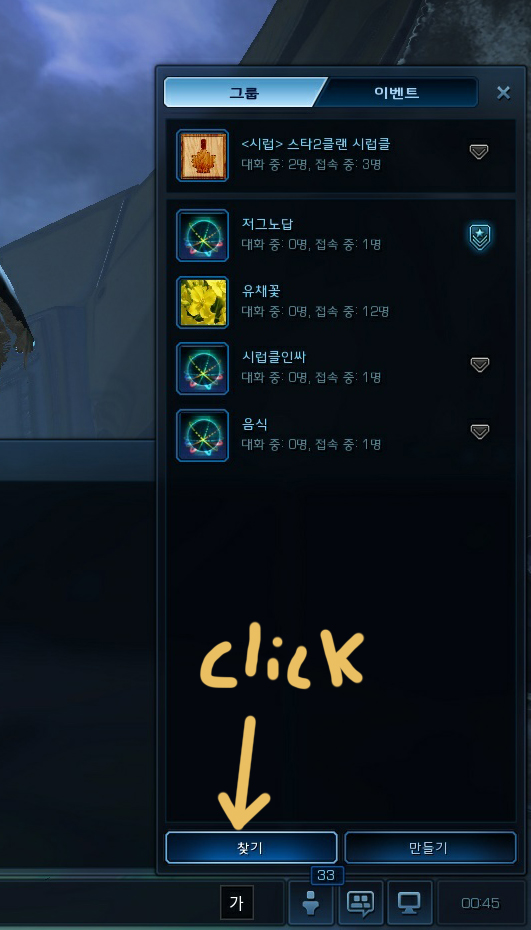 그룹
이벤트
<시럽> 스타2클랜 시럽클
대화 중: 2명, 접속 중: 3명
저그노답
대화 중: 0명, 접속 중: 1명
유채꽃
대화 중: 0명, 접속 중: 12명
시럽클인싸
대화 중: 0명, 접속 중: 1명
음식
대화 중: 0명, 접속 중: 1명
click
찾기
만들기
33
가
00:45